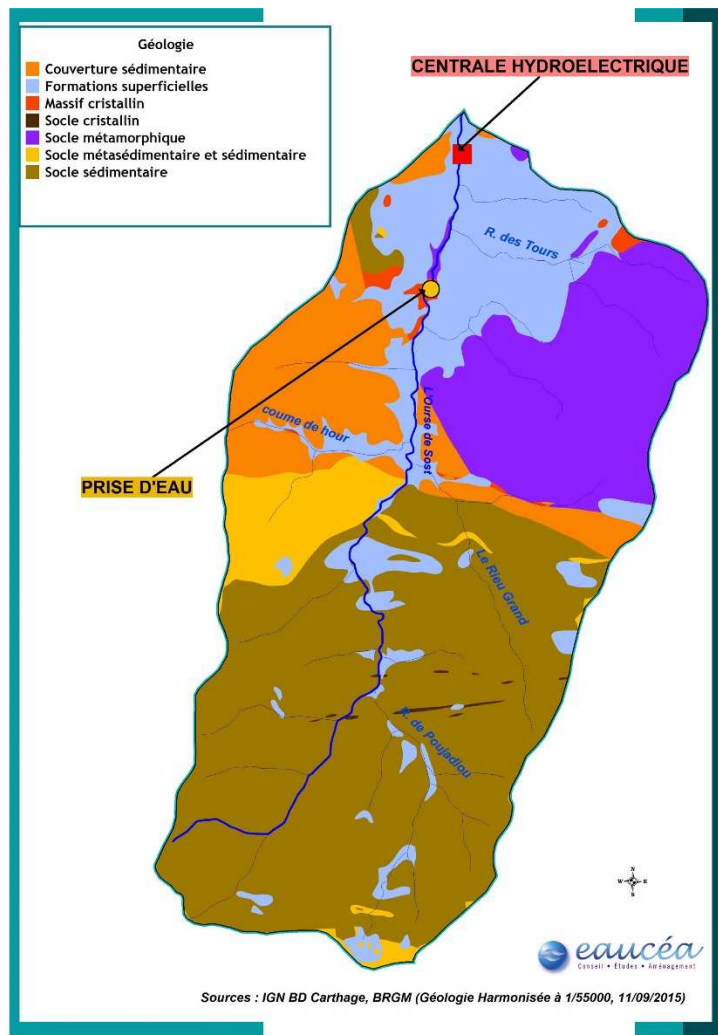 Géologie
Couverture sédimentaire
Formations superficielles
Massif cristallin
Socle cristallin
Socle métamorphique
Socle métasédimentaire et sédimentaire
Socle sédimentaire
CENTRALE HYDROELECTRIQUE
R. des Tours
L'Ourse de Sost
coume de hour
PRISE D'EAU
Le Rieu Grand
R. de Poujadiou
N
W E
S
eaucéa
Conseil • Etudes • Aménagement
Sources : IGN BD Carthage, BRGM (Géologie Harmonisée à 1/55000, 11/09/2015)